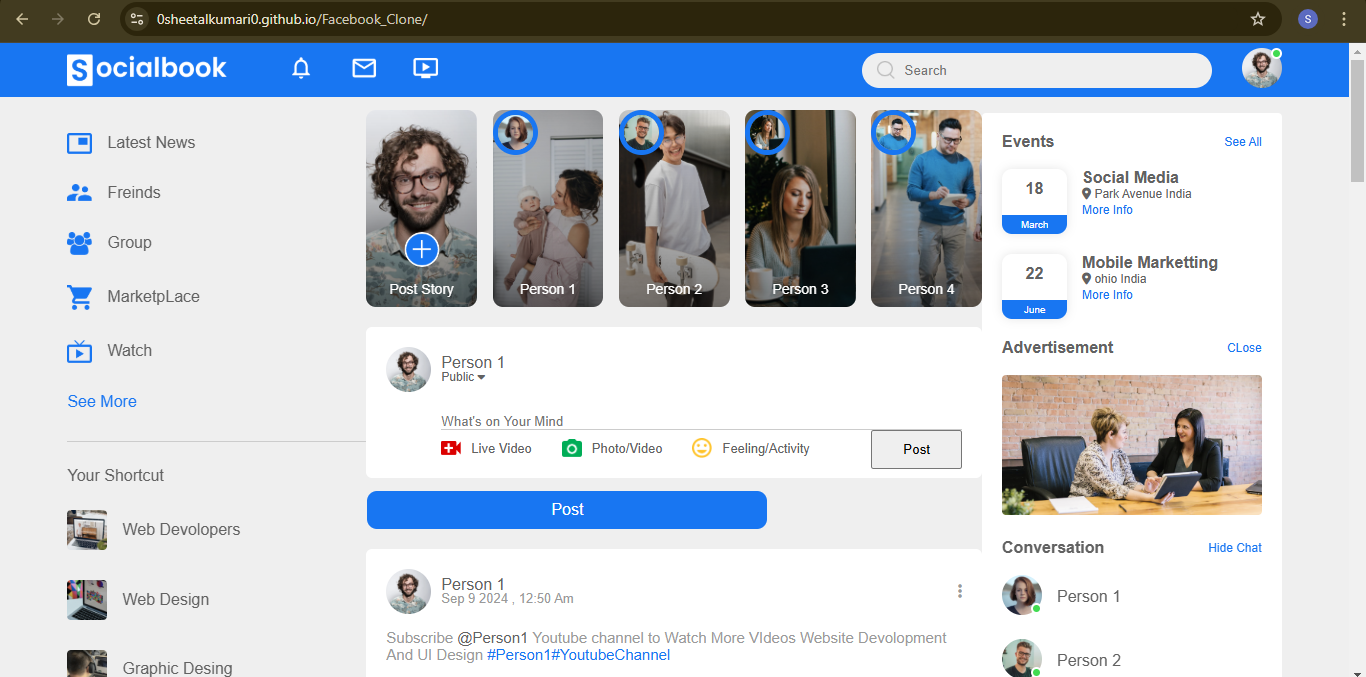 0sheetalkumari0.github.io/Facebook_Clone/
S
Socialbook
Search
Latest News
Freinds
Group
MarketpLace
Watch
See More
Your Shortcut
Web Devolopers
Web Design
Graphic Desing
Post Story
Person 1
Person 2
Person 3
Person 4
Person 1
Public
What's on Your Mind
Live Video
Photo/Video
Feeling/Activity
Post
Post
Person 1
Sep 9 2024 , 12:50 Am
Subscribe @Person1 Youtube channel to Watch More VIdeos Website Devolopment
And UI Design #Person1#YoutubeChannel
Events
See All
18
March
Social Media
Park Avenue India
More Info
22
June
Mobile Marketting
ohio India
More Info
Advertisement
CLose
Conversation
Hide Chat
Person 1
Person 2